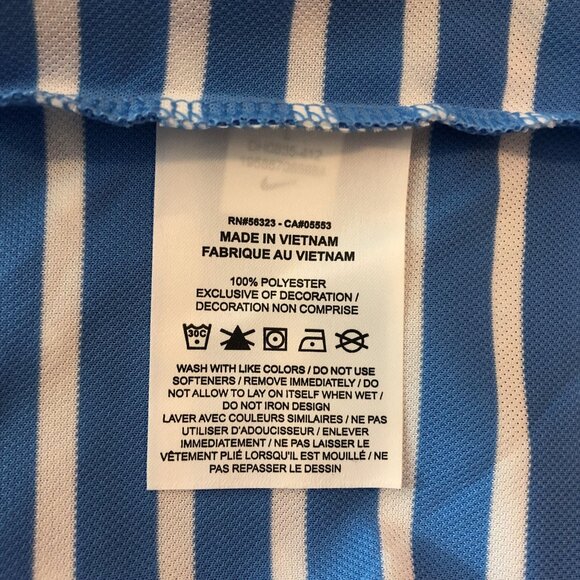 RN#56323 - CA#05553
MADE IN VIETNAM
FABRIQUE AU VIETNAM
100% POLYESTER
EXCLUSIVE OF DECORATION /
DECORATION NON COMPRISE
30C
WASH WITH LIKE COLORS / DO NOT USE
SOFTENERS / REMOVE IMMEDIATELY / DO
NOT ALLOW TO LAY ON ITSELF WHEN WET /
DO NOT IRON DESIGN
LAVER AVEC COULEURS SIMILAIRES / NE PAS
UTILISER D'ADOUCISSEUR / ENLEVER
IMMEDIATEMENT / NE PAS LAISSER LE
VÊTEMENT PLIÉ LORSQU'IL EST MOUILLÉ / NE
PAS REPASSER LE DESSIN